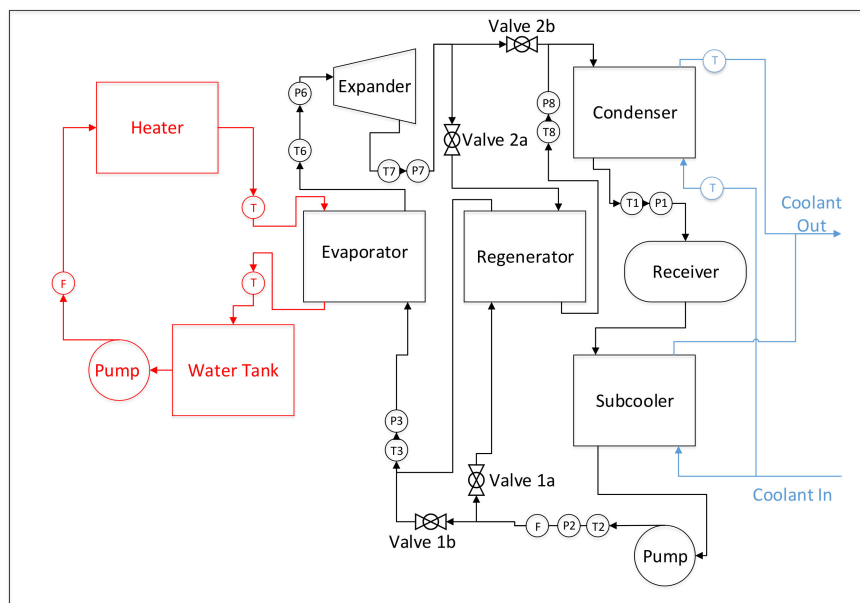 Valve 2b
Expander
P6
T
Condenser
P8
Heater
T8
Valve 2a
T6
T7
P7
T
T
T1
P1
Coolant
Out
Evaporator
Regenerator
Receiver
T
F
Pump
Water Tank
Subcooler
P3
T3
Valve 1a
Coolant In
Valve 1b
F
P2
T2
Pump